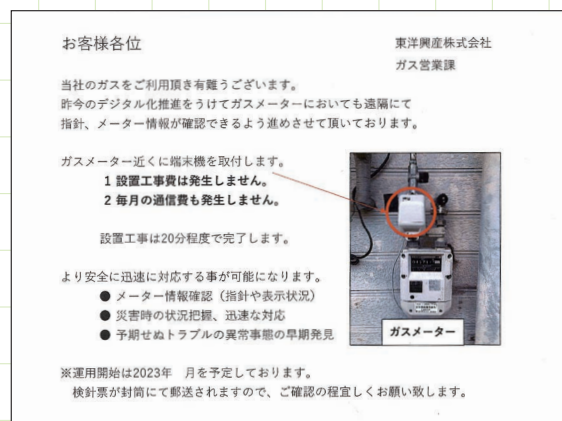 お客様各位
東洋興産株式会社
ガス営業課
当社のガスをご利用頂き有難うございます。
昨今のデジタル化推進をうけてガスメーターにおいても遠隔にて
指針、メーター情報が確認できるよう進めさせて頂いております。
ガスメーター近くに端末機を取付します。
1 設置工事費は発生しません。
2 毎月の通信費も発生しません。
設置工事は20分程度で完了します。
より安全に迅速に対応する事が可能になります。
● メーター情報確認（指針や表示状況）
● 災害時の状況把握、迅速な対応
● 予期せぬトラブルの異常事態の早期発見
ガスメーター
※運用開始は2023年　月を予定しております。
検針票が封筒にて郵送されますので、ご確認の程宜しくお願い致します。